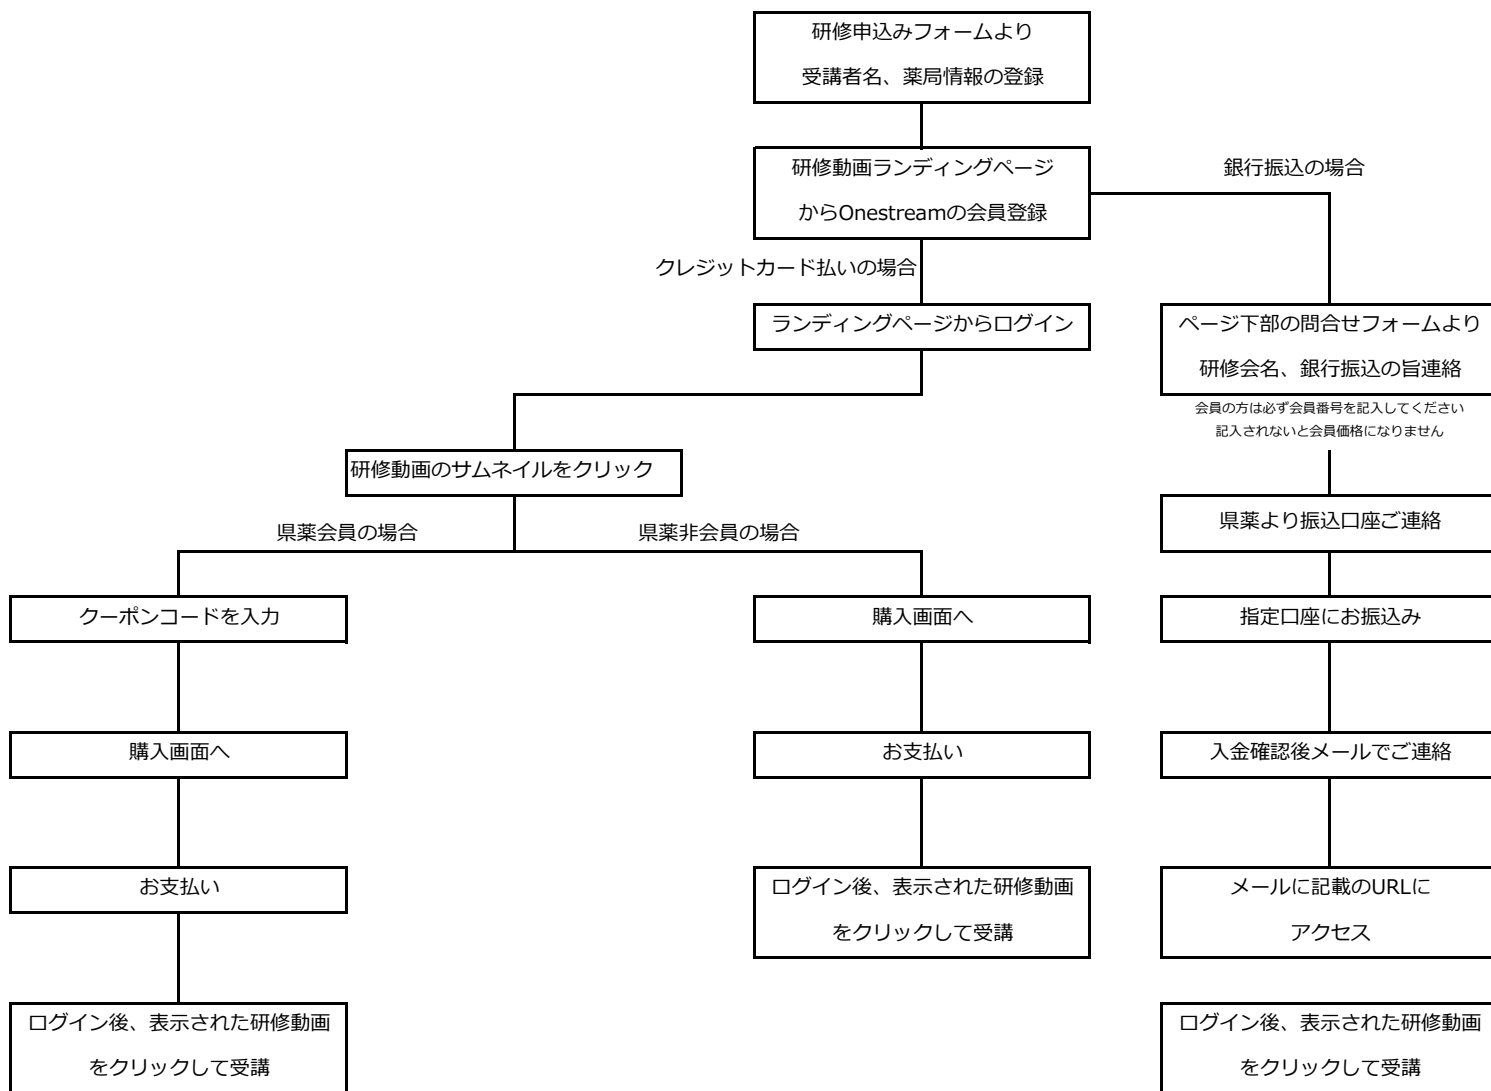 研修申込みフォームより
受講者名、薬局情報の登録
研修動画ランディングページ
からOnestreamの会員登録
銀行振込の場合
クレジットカード払いの場合
ランディングページからログイン
ページ下部の問合せフォームより
研修会名、銀行振込の旨連絡
会員の方は必ず会員番号を記入してください
記入されないと会員価格になりません
研修動画のサムネイルをクリック
県薬より振込口座ご連絡
県薬会員の場合
県薬非会員の場合
クーポンコードを入力
購入画面へ
指定口座にお振込み
購入画面へ
お支払い
入金確認後メールでご連絡
お支払い
ログイン後、表示された研修動画
をクリックして受講
メールに記載のURLに
アクセス
ログイン後、表示された研修動画
をクリックして受講
ログイン後、表示された研修動画
をクリックして受講